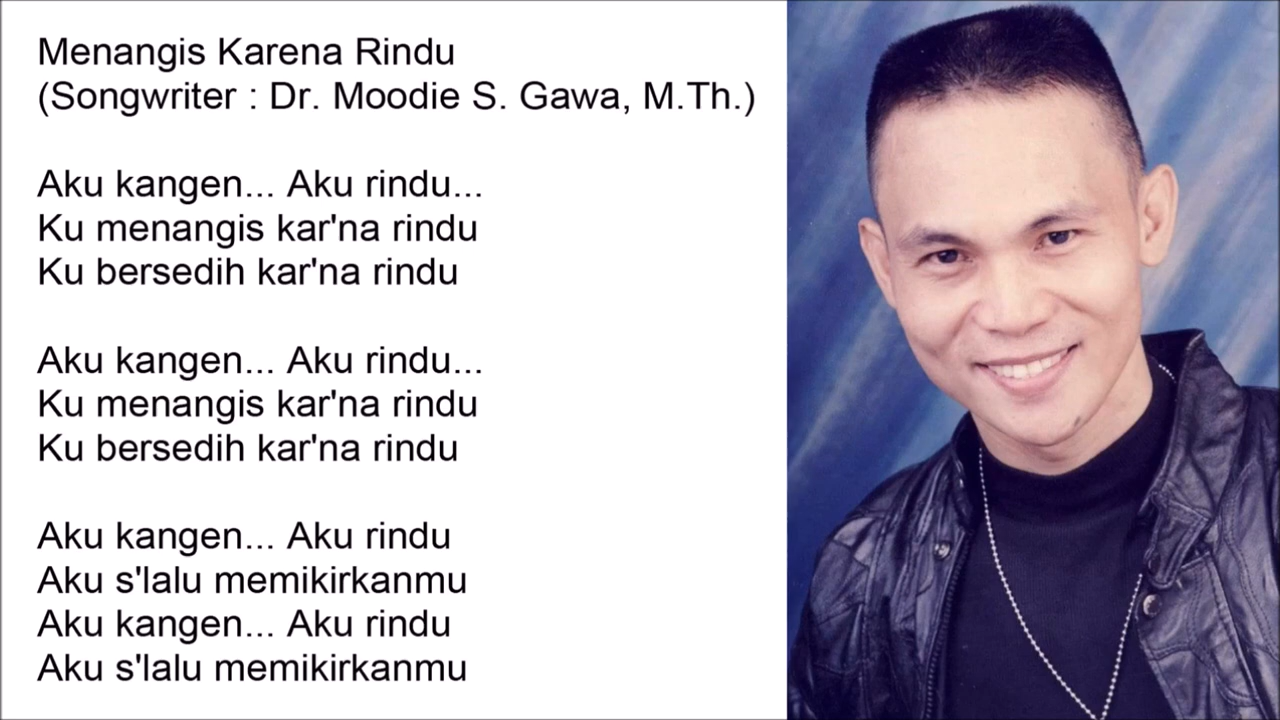 Menangis Karena Rindu
(Songwriter : Dr. Moodie S. Gawa, M.Th.)
Aku kangen... Aku rindu...
Ku menangis kar'na rindu
Ku bersedih kar'na rindu
Aku kangen... Aku rindu...
Ku menangis kar'na rindu
Ku bersedih kar'na rindu
Aku kangen... Aku rindu
Aku s'lalu memikirkanmu
Aku kangen... Aku rindu
Aku s'lalu memikirkanmu